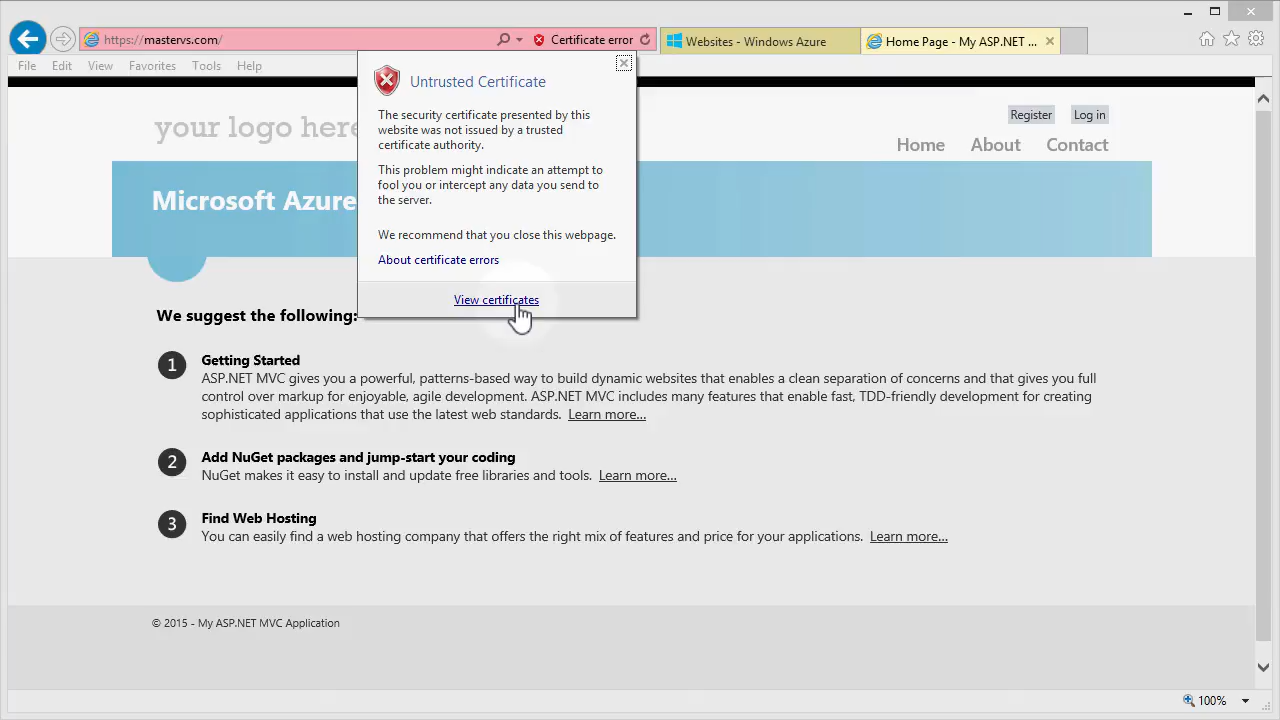 https://mastervs.com/
Certificate error
Websites - Windows Azure
Home Page - My ASP.NET ...
File Edit View Favorites Tools Help
Untrusted Certificate
The security certificate presented by this
website was not issued by a trusted
certificate authority.
This problem might indicate an attempt to
fool you or intercept any data you send to
the server.
We recommend that you close this webpage.
About certificate errors
View certificates
your logo here
Register Log in
Home About Contact
Microsoft Azure
We suggest the following:
1 Getting Started
ASP.NET MVC gives you a powerful, patterns-based way to build dynamic websites that enables a clean separation of concerns and that gives you full
control over markup for enjoyable, agile development. ASP.NET MVC includes many features that enable fast, TDD-friendly development for creating
sophisticated applications that use the latest web standards. Learn more...
2 Add NuGet packages and jump-start your coding
NuGet makes it easy to install and update free libraries and tools. Learn more...
3 Find Web Hosting
You can easily find a web hosting company that offers the right mix of features and price for your applications. Learn more...
© 2015 - My ASP.NET MVC Application
100%